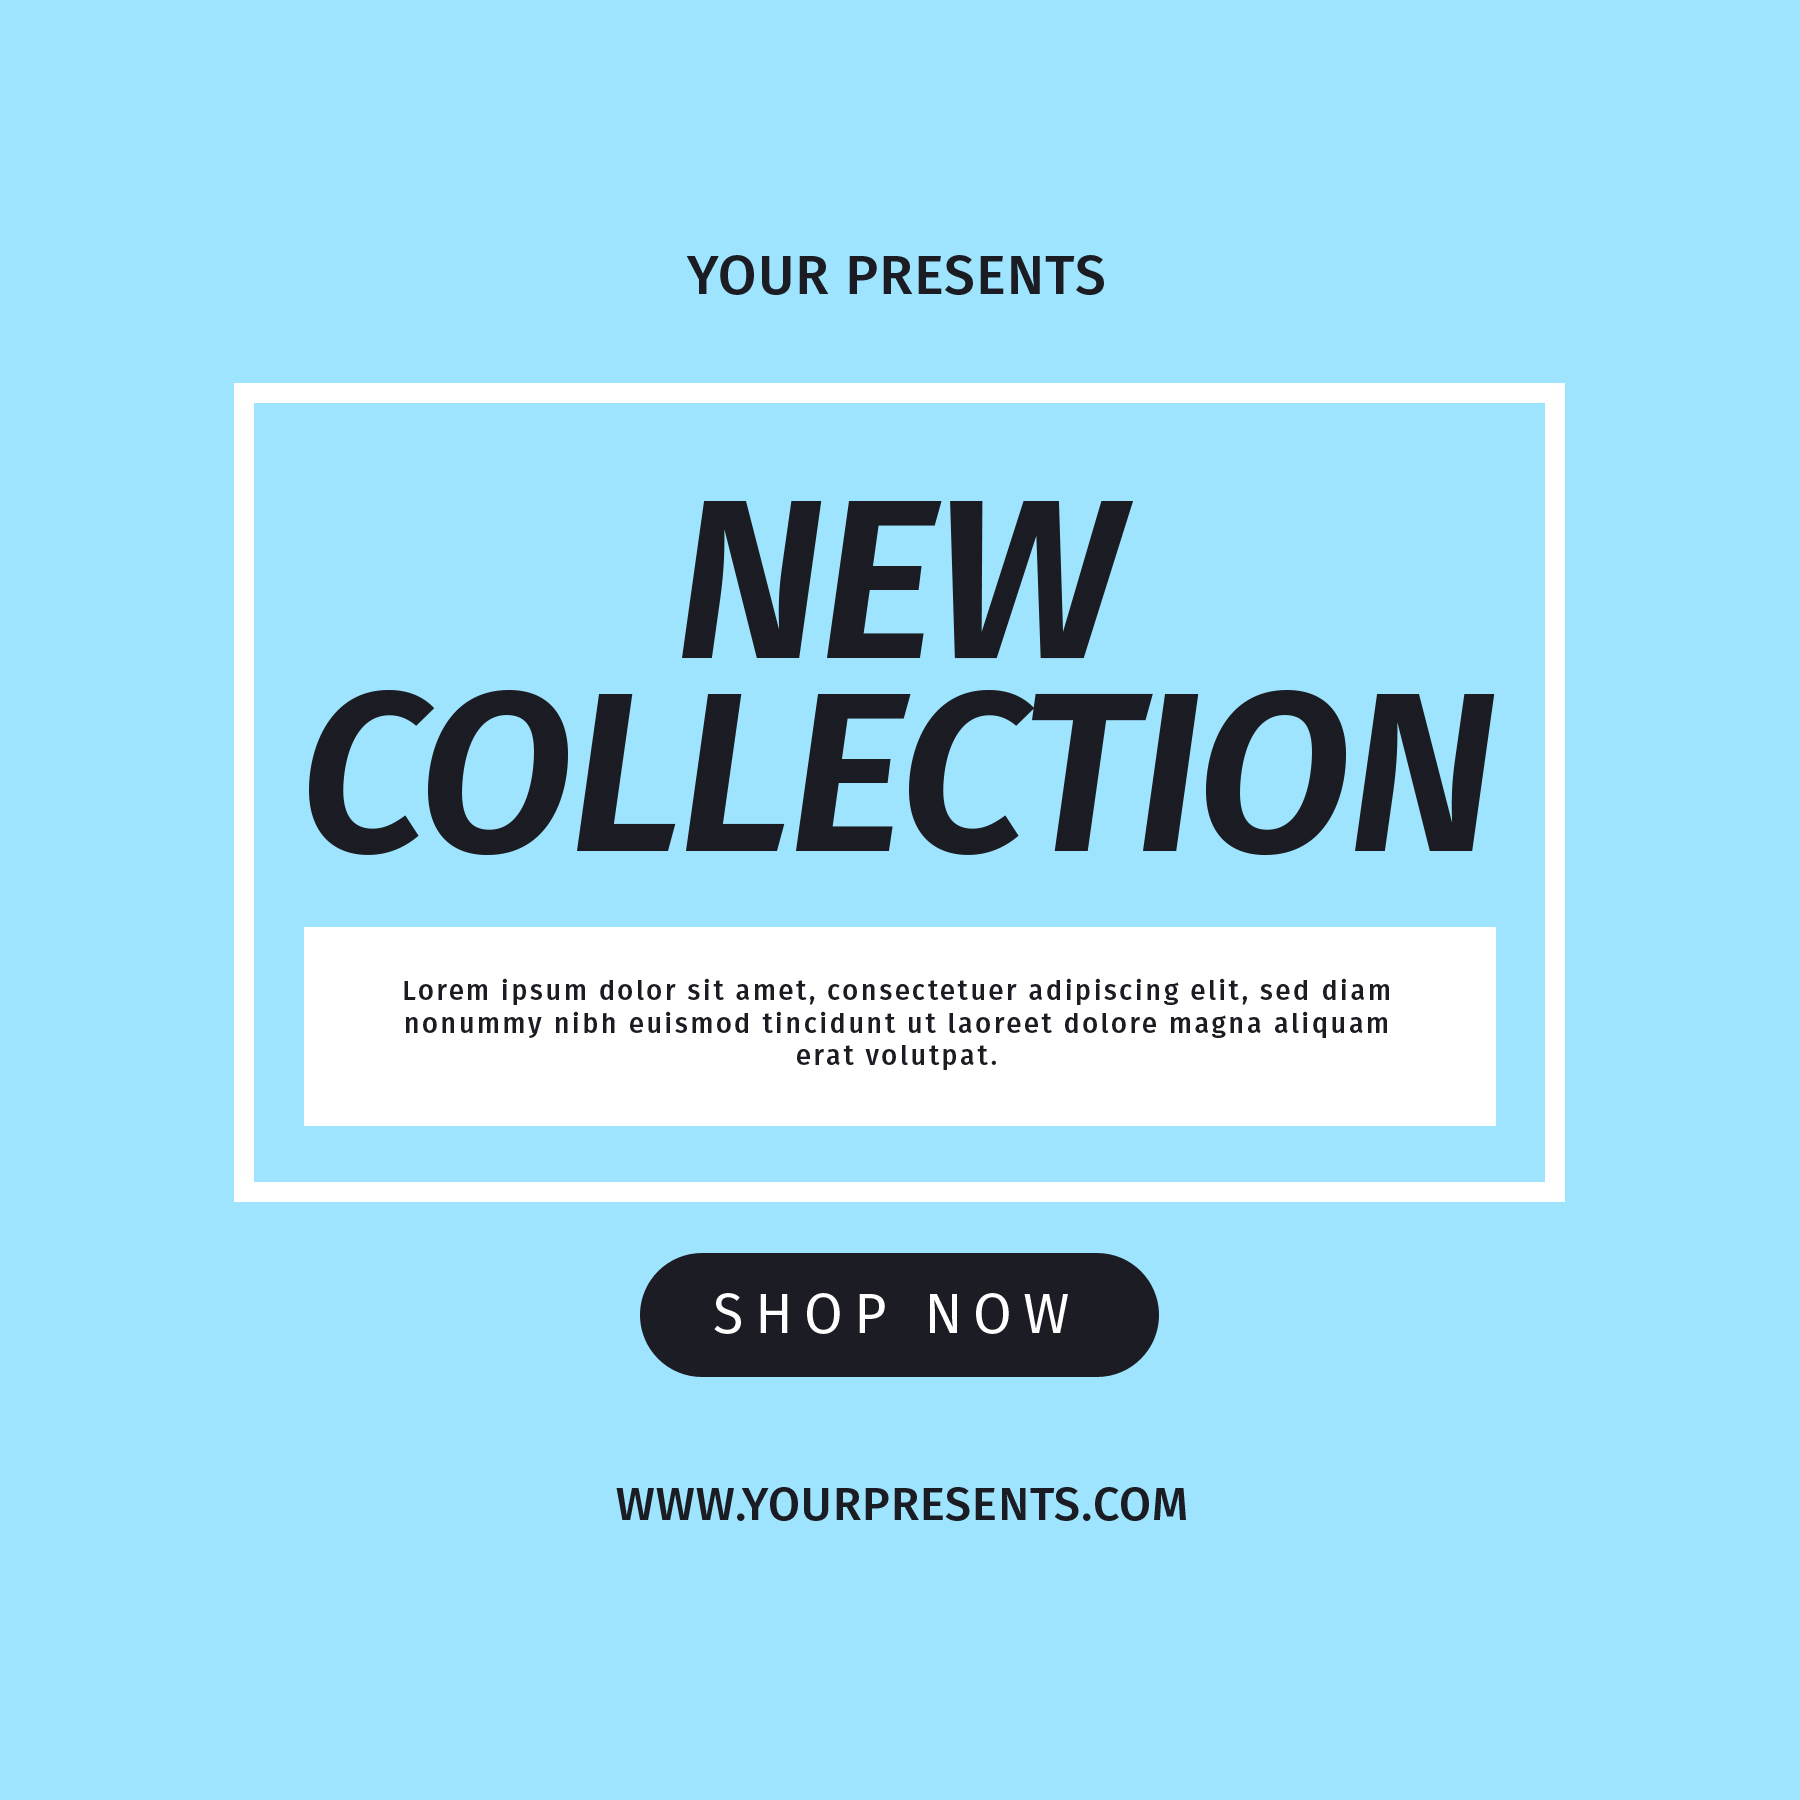 YOUR PRESENTS
NEW
COLLECTION
Lorem ipsum dolor sit amet, consectetuer adipiscing elit, sed diam
nonummy nibh euismod tincidunt ut laoreet dolore magna aliquam
erat volutpat.
SHOP NOW
WWW.YOURPRESENTS.COM